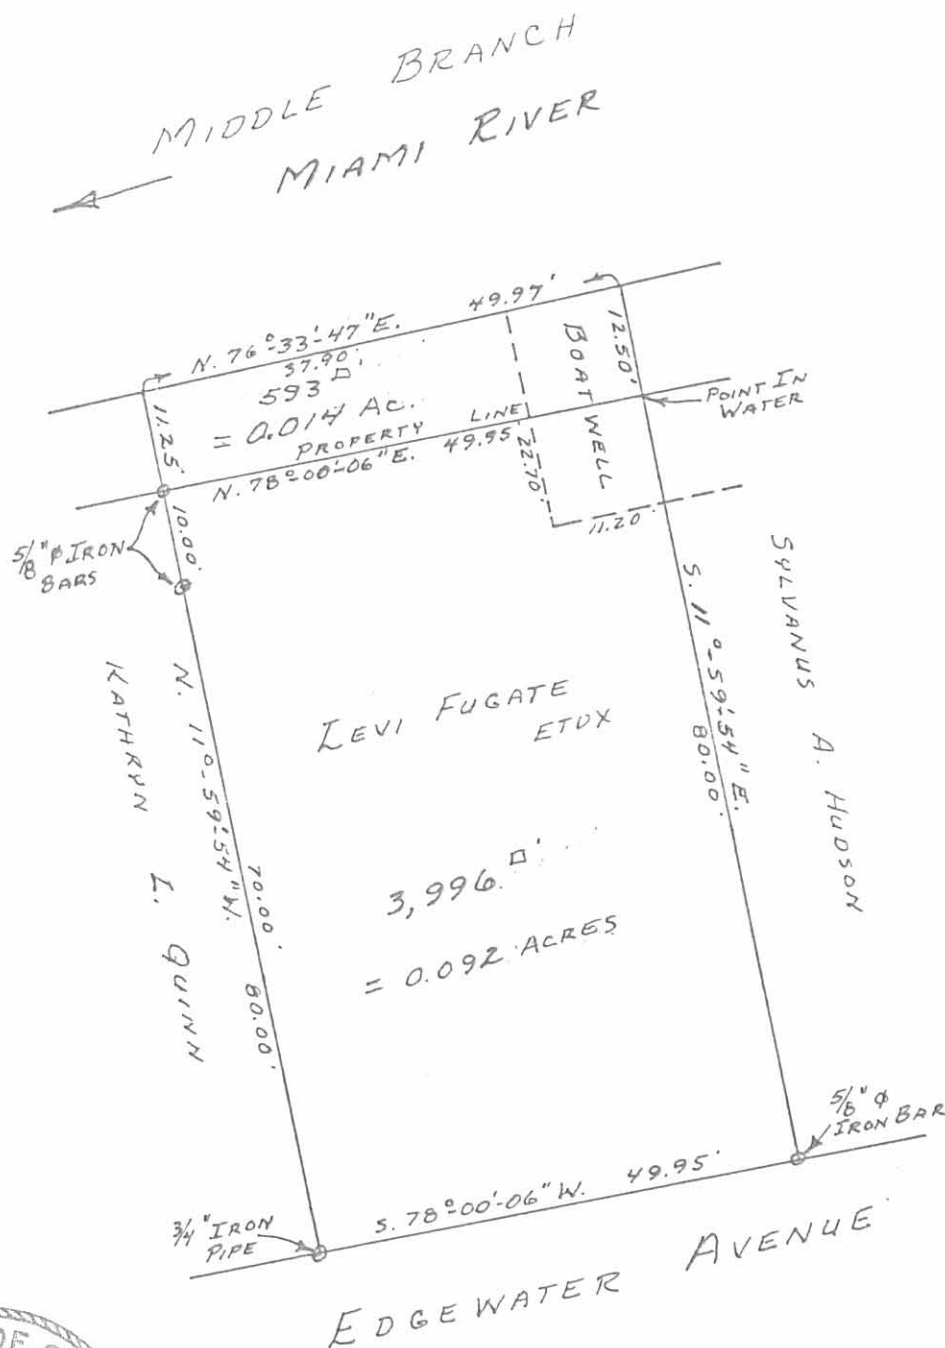 MIDDLE BRANCH
MIAMI RIVER
N. 76°-33'-47"E. 49.97'
37.90'
593 □'
= 0.014 AC.
11.25'
12.50'
BOAT WELL
POINT IN
WATER
PROPERTY LINE
N. 78°-00'-06"E. 49.95'
22.70'
11.20'
10.00'
5/8"φ IRON
BARS
KATHRYN L. QUINN
N. 11°-59'-54"W. 70.00'
80.00'
LEVI FUGATE
ETUX
3,996 □'
= 0.092 ACRES
S. 11°-59'-54"E.
80.00'
SYLVANUS A. HUDSON
5/8"φ
IRON BAR
3/4" IRON
PIPE
S. 78°-00'-06"W. 49.95'
EDGEWATER AVENUE
OF